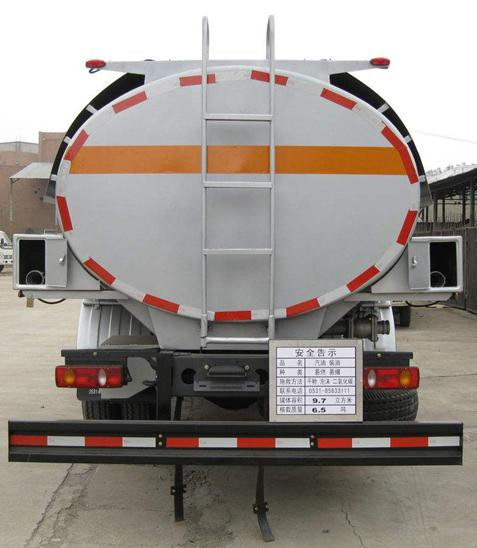 安全告示
品名 汽油 柴油
种类 易燃 易爆
施救方法 干粉 泡沫 二氧化碳
联系电话 0531-85833111
罐体容积 9.7 立方米
核载质量 6.5 吨